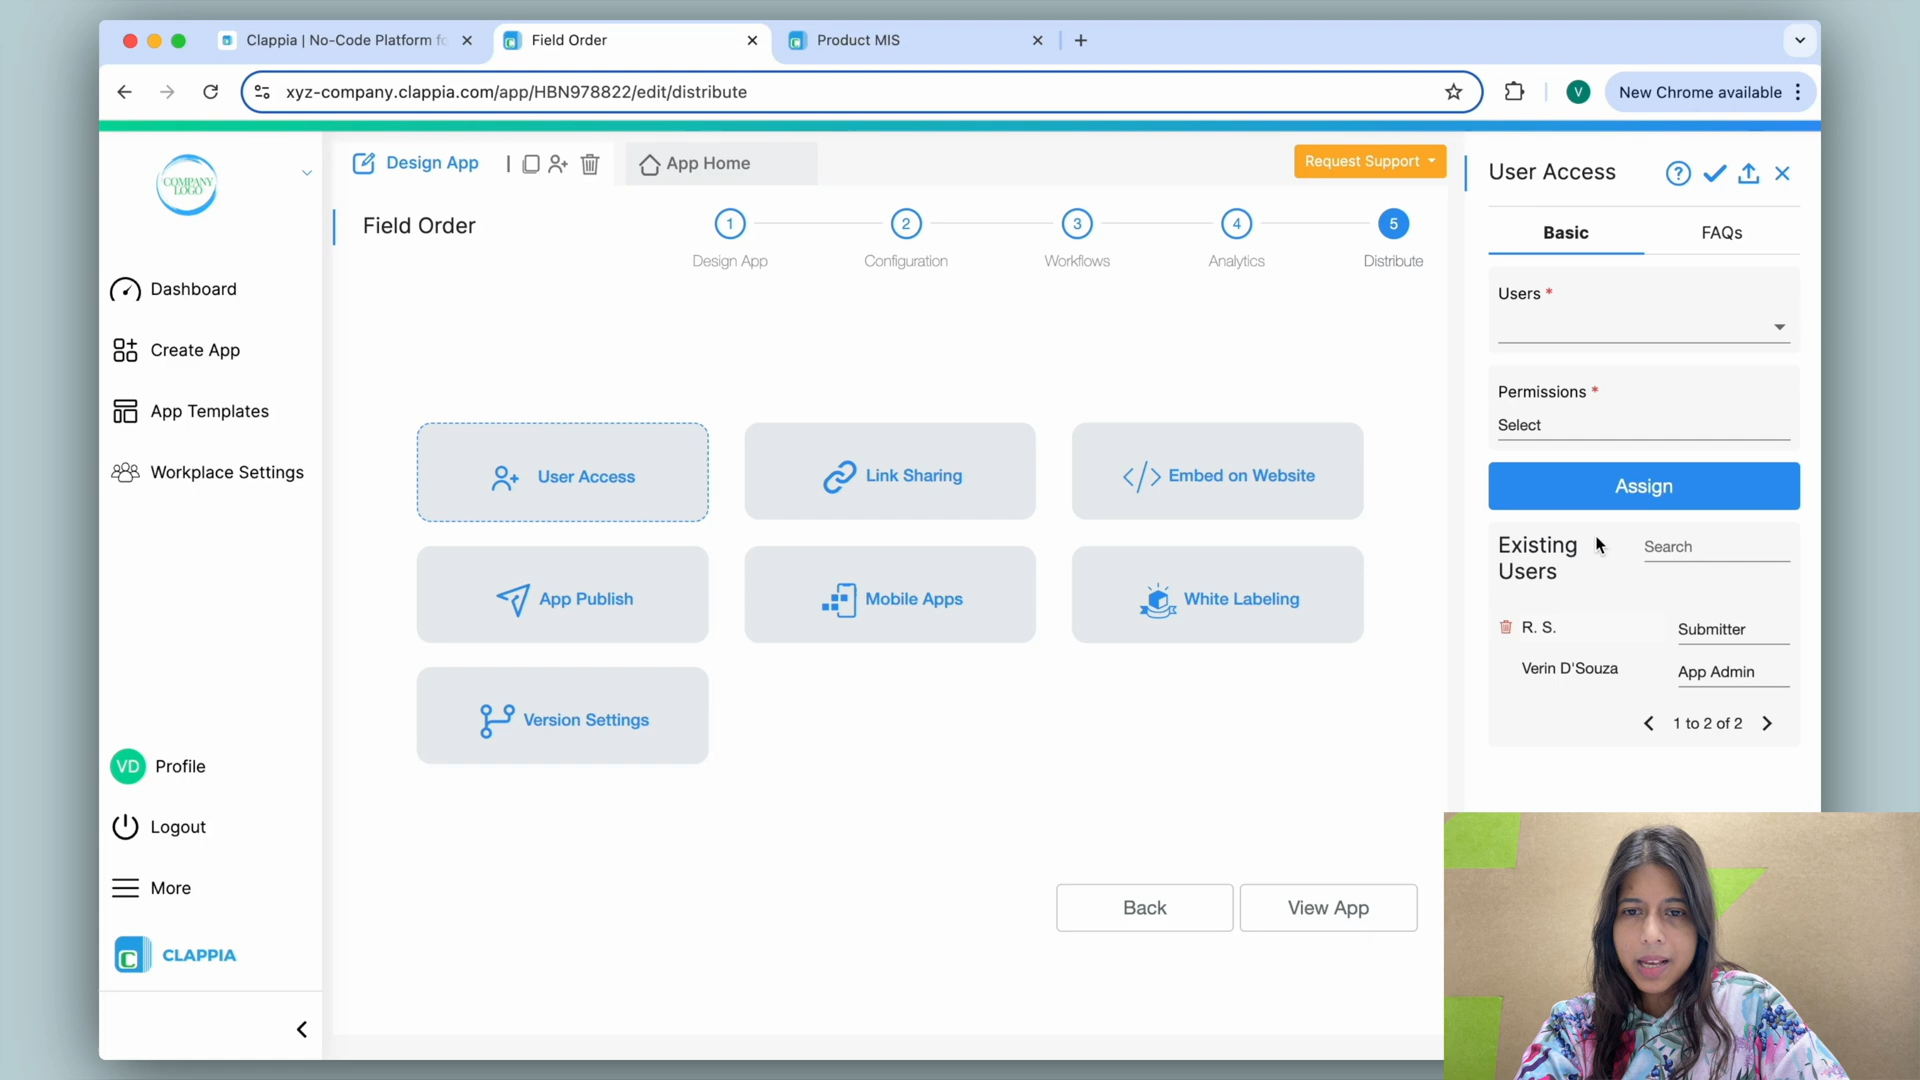 Clappia | No-Code Platform fo
Field Order
Product MIS
xyz-company.clappia.com/app/HBN978822/edit/distribute
V
New Chrome available
COMPANY
LOGO
Design App
App Home
Request Support
User Access
Field Order
1
2
3
4
5
Design App
Configuration
Workflows
Analytics
Distribute
Basic
FAQs
Dashboard
Create App
App Templates
Workplace Settings
Users *
Permissions *
Select
Assign
User Access
Link Sharing
Embed on Website
App Publish
Mobile Apps
White Labeling
Version Settings
Existing
Users
Search
R. S.
Submitter
Verin D'Souza
App Admin
1 to 2 of 2
VD
Profile
Logout
More
C
CLAPPIA
Back
View App